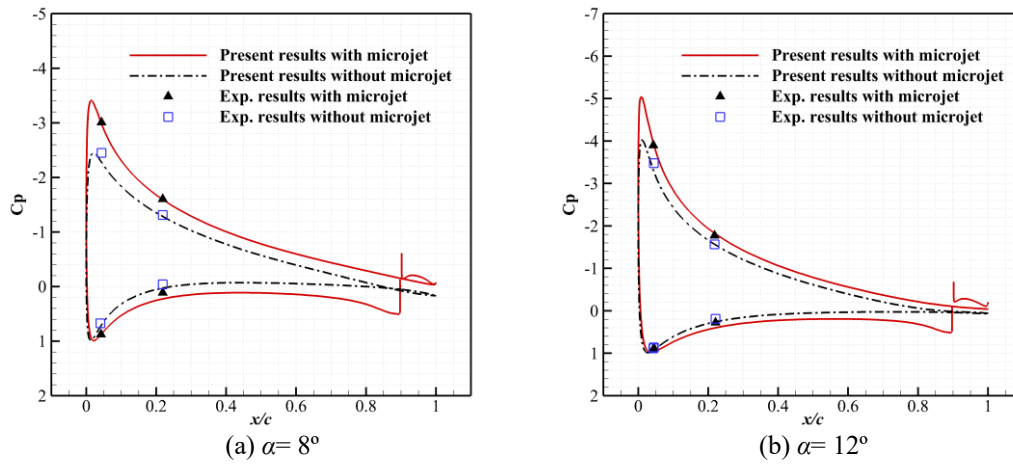 -5
-4
-3
-2
-1
0
1
2
Cp
0
0.2
0.4
0.6
0.8
1
x/c
Present results with microjet
Present results without microjet
Exp. results with microjet
Exp. results without microjet
(a) α= 8º
-7
-6
-5
-4
-3
-2
-1
0
1
2
Cp
0
0.2
0.4
0.6
0.8
1
x/c
Present results with microjet
Present results without microjet
Exp. results with microjet
Exp. results without microjet
(b) α= 12º